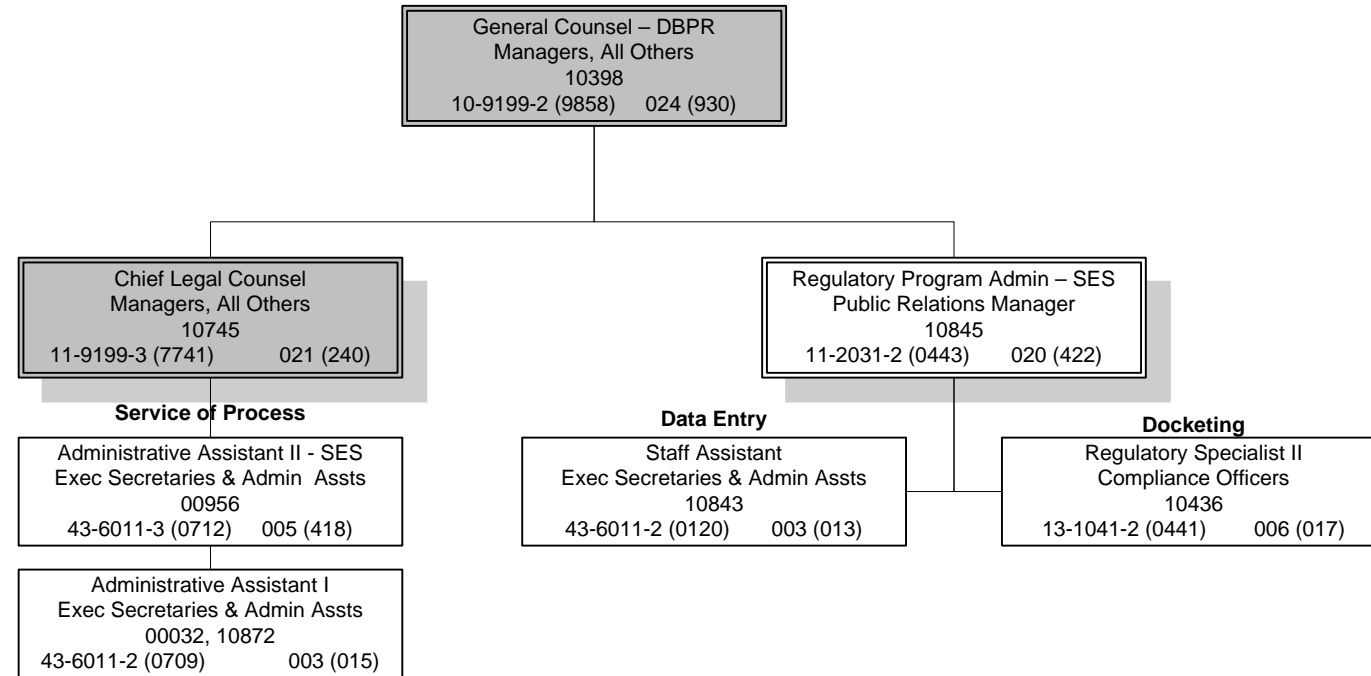 General Counsel – DBPR
Managers, All Others
10398
10-9199-2 (9858) 024 (930)
Chief Legal Counsel
Managers, All Others
10745
11-9199-3 (7741) 021 (240)
Regulatory Program Admin – SES
Public Relations Manager
10845
11-2031-2 (0443) 020 (422)
Service of Process
Administrative Assistant II - SES
Exec Secretaries & Admin Assts
00956
43-6011-3 (0712) 005 (418)
Administrative Assistant I
Exec Secretaries & Admin Assts
00032, 10872
43-6011-2 (0709) 003 (015)
Data Entry
Staff Assistant
Exec Secretaries & Admin Assts
10843
43-6011-2 (0120) 003 (013)
Docketing
Regulatory Specialist II
Compliance Officers
10436
13-1041-2 (0441) 006 (017)